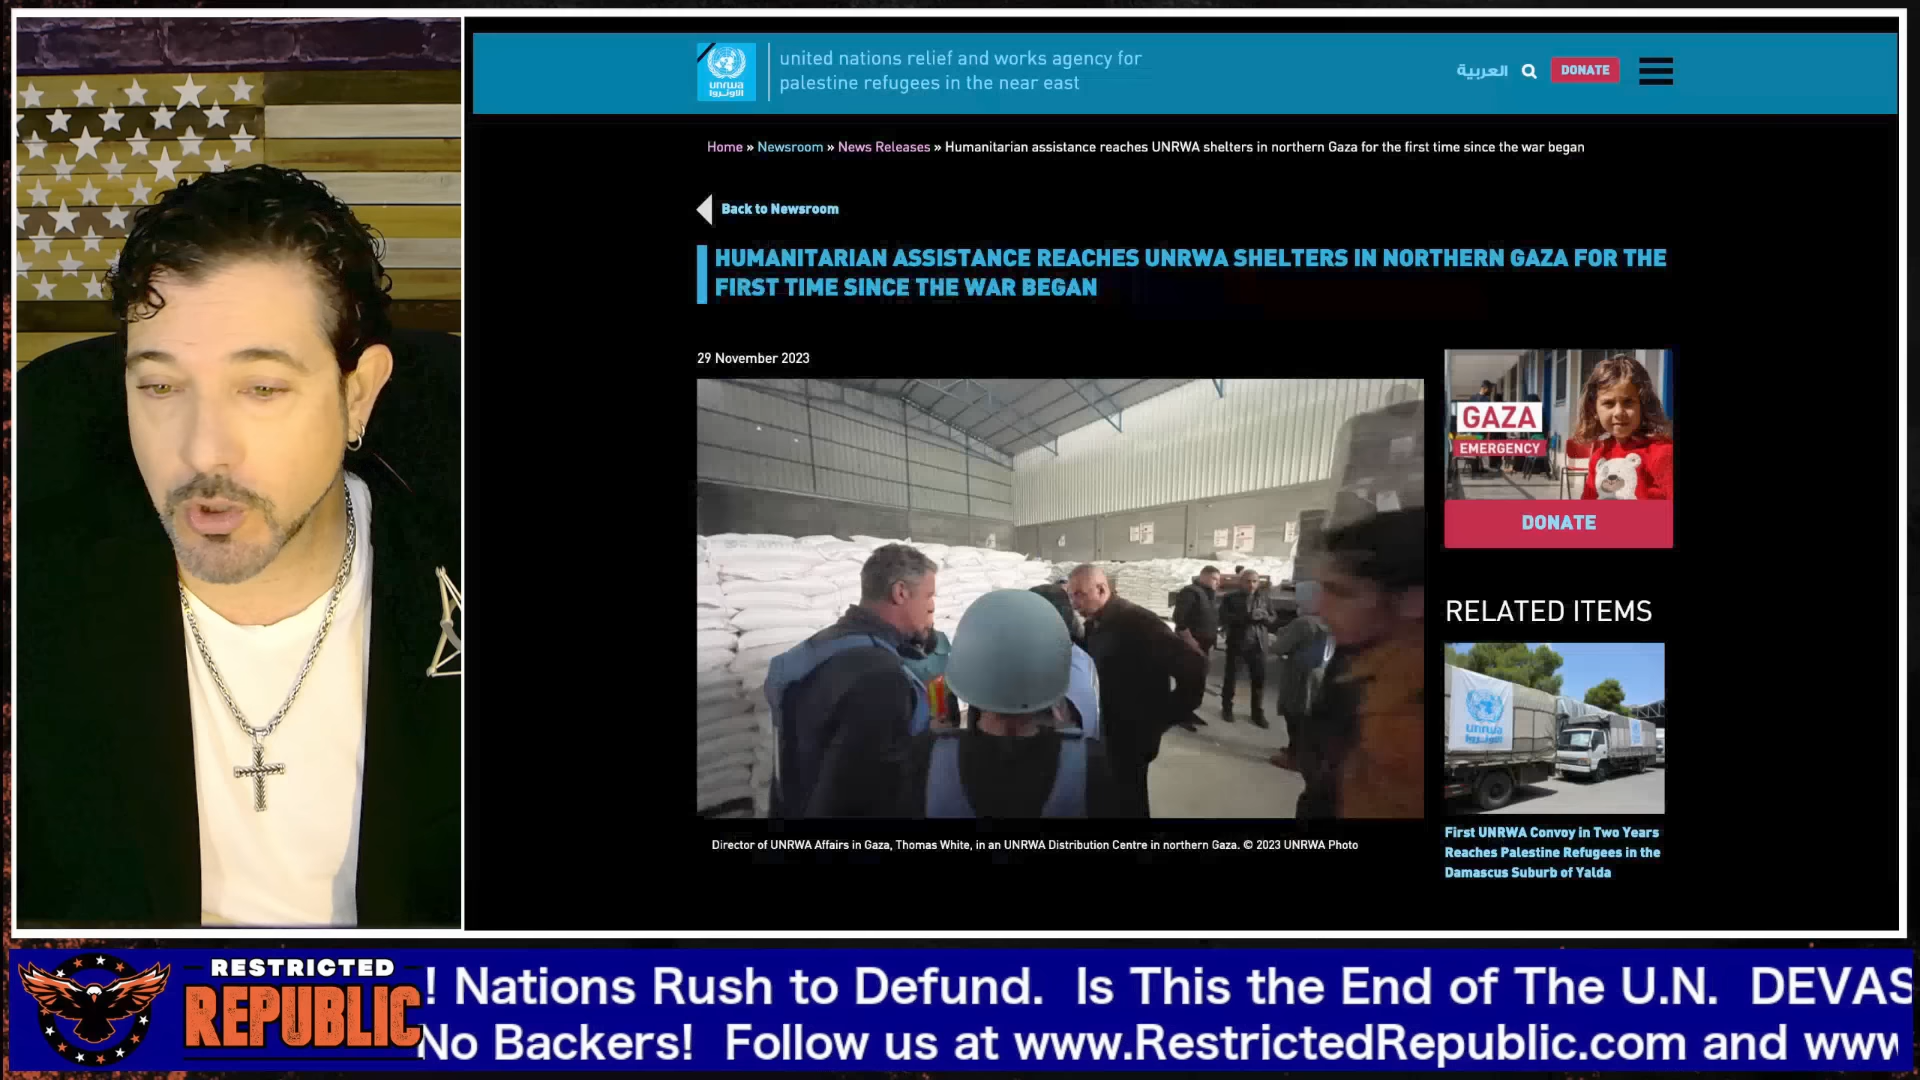 unrwa
الأونروا
united nations relief and works agency for
palestine refugees in the near east
العربية
DONATE
Home » Newsroom » News Releases » Humanitarian assistance reaches UNRWA shelters in northern Gaza for the first time since the war began
Back to Newsroom
HUMANITARIAN ASSISTANCE REACHES UNRWA SHELTERS IN NORTHERN GAZA FOR THE
FIRST TIME SINCE THE WAR BEGAN
29 November 2023
Director of UNRWA Affairs in Gaza, Thomas White, in an UNRWA Distribution Centre in northern Gaza. © 2023 UNRWA Photo
GAZA
EMERGENCY
DONATE
RELATED ITEMS
unrwa
الأونروا
First UNRWA Convoy in Two Years
Reaches Palestine Refugees in the
Damascus Suburb of Yalda
RESTRICTED
REPUBLIC
! Nations Rush to Defund. Is This the End of The U.N. DEVAS
No Backers! Follow us at www.RestrictedRepublic.com and www